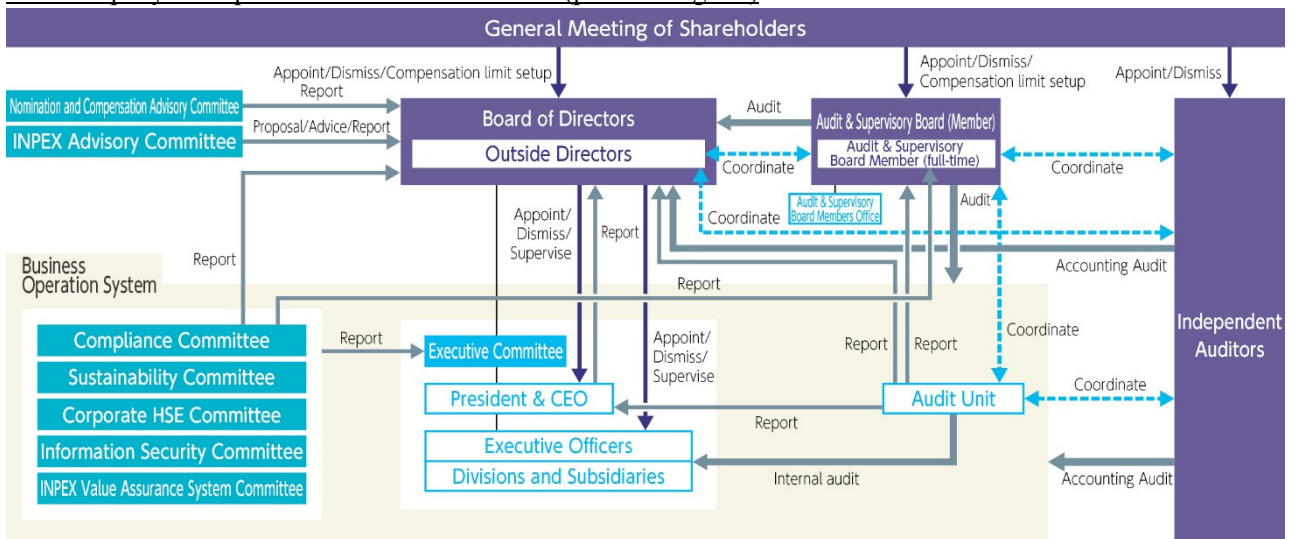 General Meeting of Shareholders
Appoint/Dismiss/Compensation limit setup
Appoint/Dismiss/
Compensation limit setup
Appoint/Dismiss
Report
Nomination and Compensation Advisory Committee
INPEX Advisory Committee
Proposal/Advice/Report
Board of Directors
Outside Directors
Audit
Audit & Supervisory Board (Member)
Audit & Supervisory
Board Member (full-time)
Coordinate
Coordinate
Audit & Supervisory
Board Members Office
Audit
Coordinate
Appoint/
Dismiss/
Supervise
Report
Report
Accounting Audit
Business
Operation System
Report
Compliance Committee
Sustainability Committee
Corporate HSE Committee
Information Security Committee
INPEX Value Assurance System Committee
Report
Executive Committee
Appoint/
Dismiss/
Supervise
Report
Report
Coordinate
Independent
Auditors
President & CEO
Report
Audit Unit
Coordinate
Executive Officers
Divisions and Subsidiaries
Internal audit
Accounting Audit